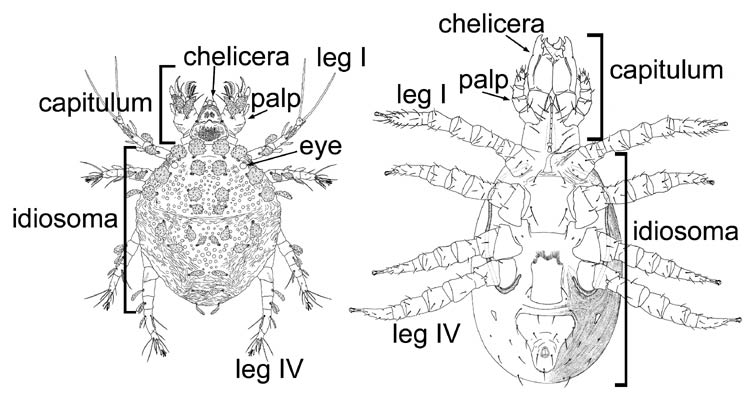 chelicera
leg I
capitulum
palp
eye
idiosoma
leg IV
chelicera
capitulum
palp
leg I
idiosoma
leg IV